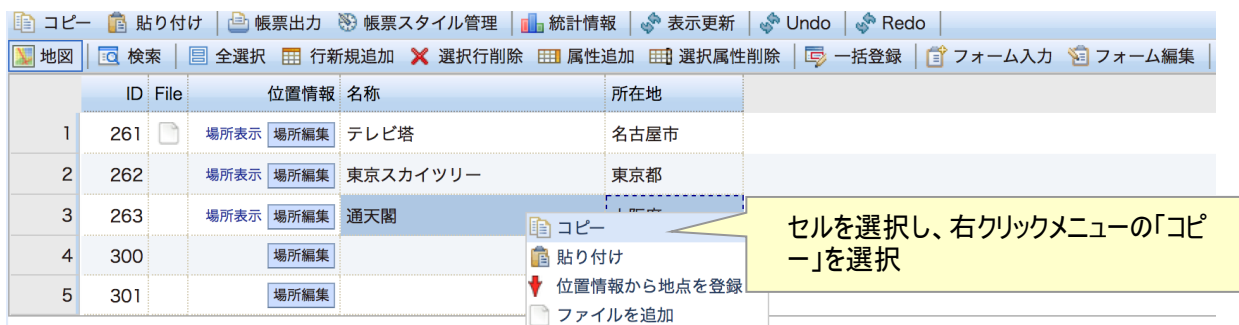 コピー 貼り付け 帳票出力 帳票スタイル管理 統計情報 表示更新 Undo Redo
地図 検索 全選択 行新規追加 選択行削除 属性追加 選択属性削除 一括登録 フォーム入力 フォーム編集
ID File 位置情報 名称 所在地
1 261 場所表示 場所編集 テレビ塔 名古屋市
2 262 場所表示 場所編集 東京スカイツリー 東京都
3 263 場所表示 場所編集 通天閣
4 300 場所編集
5 301 場所編集
コピー
貼り付け
位置情報から地点を登録
ファイルを追加
セルを選択し、右クリックメニューの「コピ
ー」を選択